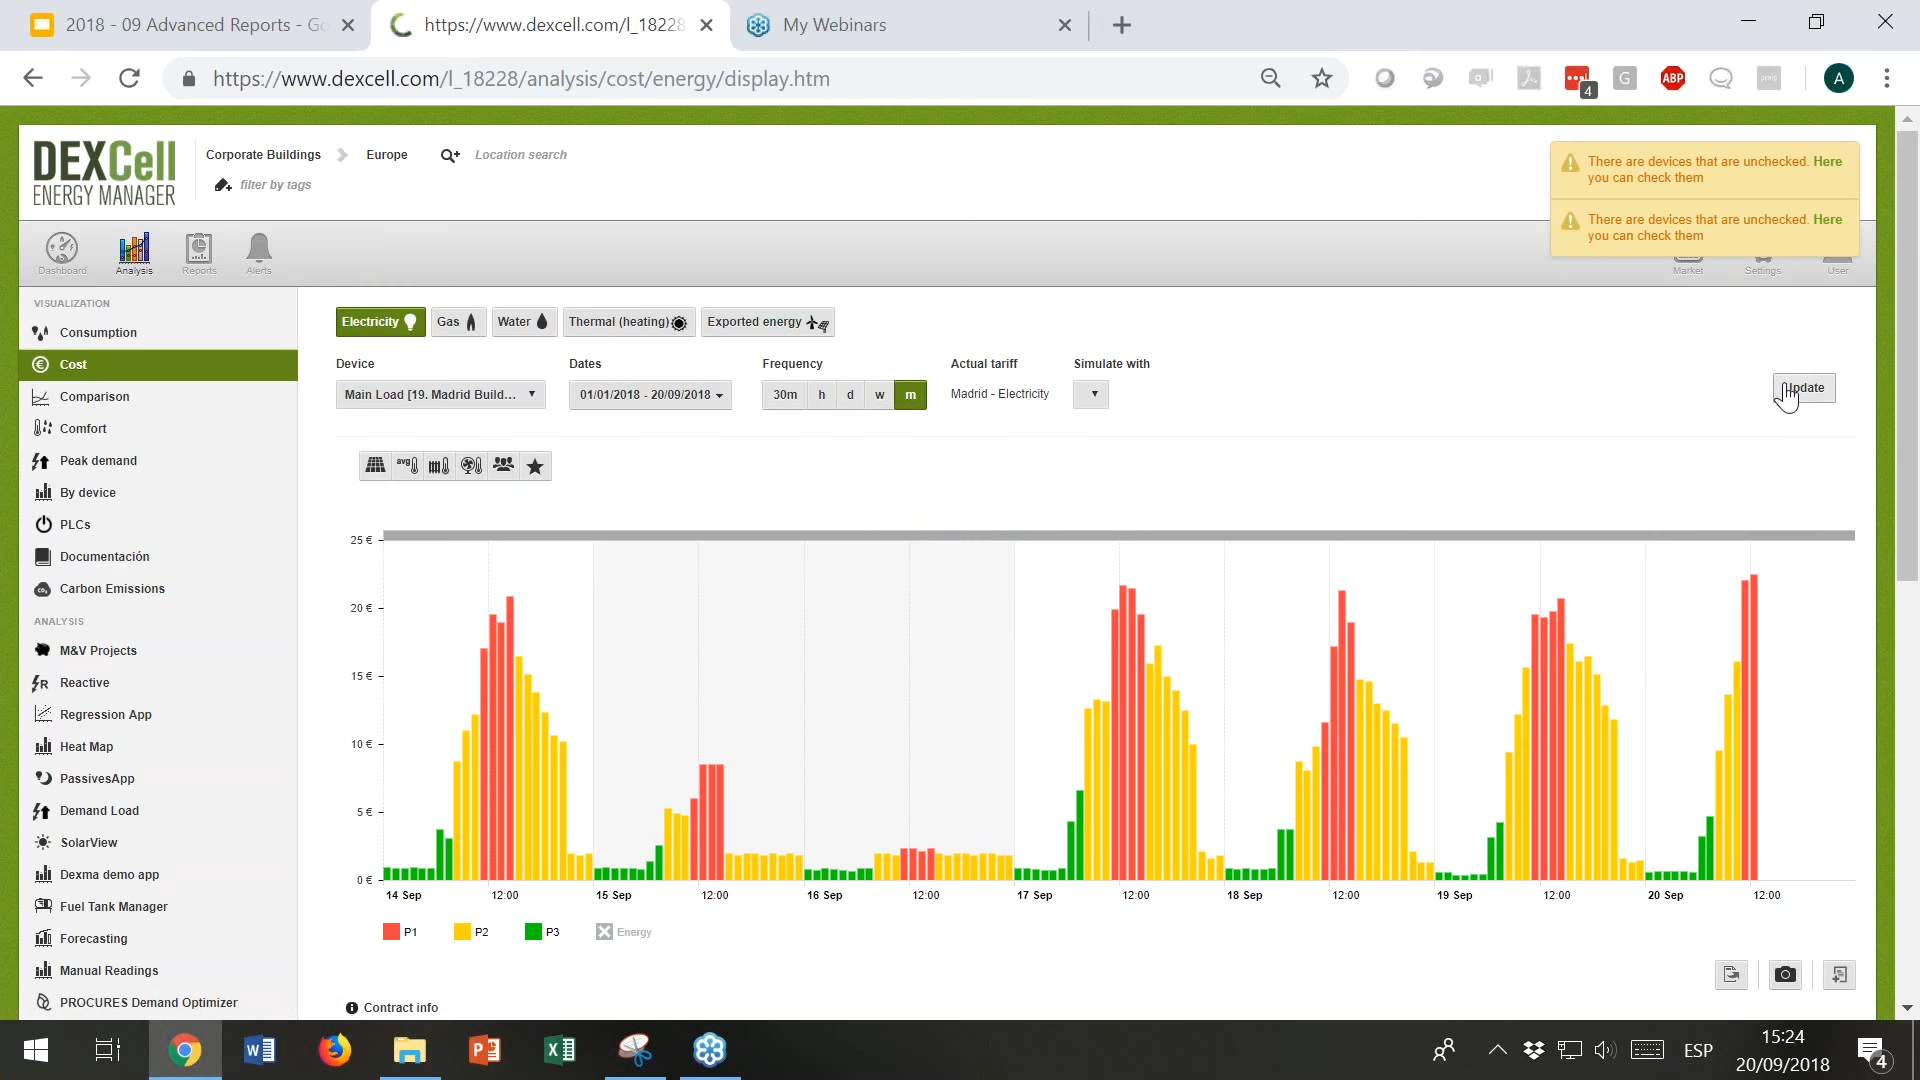 2018 - 09 Advanced Reports - Go
https://www.dexcell.com/l_18228
My Webinars
https://www.dexcell.com/l_18228/analysis/cost/energy/display.htm
4
G
ABP
A
DEXCell
ENERGY MANAGER
Corporate Buildings
Europe
Location search
filter by tags
There are devices that are unchecked. Here
you can check them
There are devices that are unchecked. Here
you can check them
Dashboard
Analysis
Reports
Alerts
Market
Settings
User
VISUALIZATION
Consumption
Cost
Comparison
Comfort
Peak demand
By device
PLCs
Documentación
Carbon Emissions
ANALYSIS
M&V Projects
Reactive
Regression App
Heat Map
PassivesApp
Demand Load
SolarView
Dexma demo app
Fuel Tank Manager
Forecasting
Manual Readings
PROCURES Demand Optimizer
Electricity
Gas
Water
Thermal (heating)
Exported energy
Device
Dates
Frequency
Actual tariff
Simulate with
Main Load [19. Madrid Build...
01/01/2018 - 20/09/2018
30m
h
d
w
m
Madrid - Electricity
Update
avg
25 €
20 €
15 €
10 €
5 €
0 €
14 Sep
12:00
15 Sep
12:00
16 Sep
12:00
17 Sep
12:00
18 Sep
12:00
19 Sep
12:00
20 Sep
12:00
P1
P2
P3
Energy
Contract info
ESP
15:24
20/09/2018
4